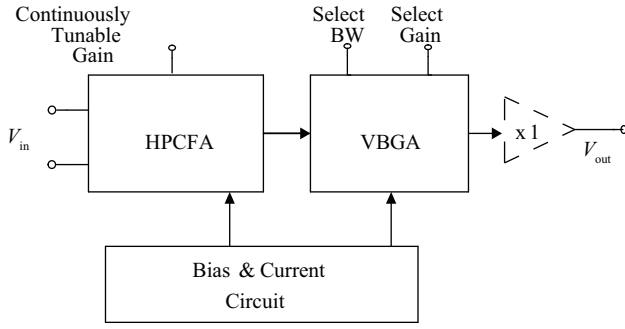 Continuously
Tunable
Gain
Select
BW
Select
Gain
V in
HPCFA
VBGA
x 1
V out
Bias & Current
Circuit